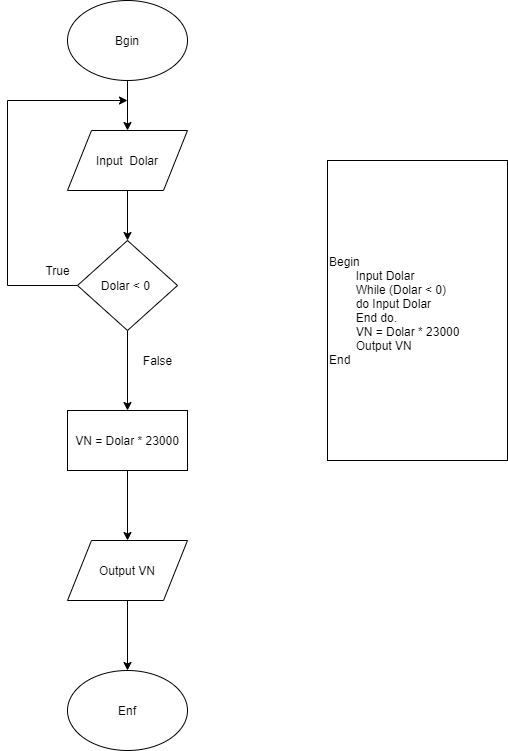 Bgin
Input  Dolar
True
Dolar < 0
False
VN = Dolar * 23000
Output VN
Enf
Begin
Input Dolar
While (Dolar < 0)
do Input Dolar
End do.
VN = Dolar * 23000
Output VN
End